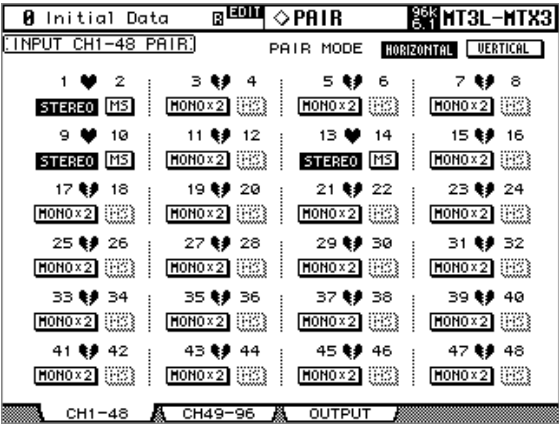 0 Initial Data R EDIT PAIR 96K 6.1 MT3L-MTX3
INPUT CH1-48 PAIR PAIR MODE HORIZONTAL VERTICAL
1 2 3 4 5 6 7 8
STEREO MS MONOx2 MS MONOx2 MS MONOx2 MS
9 10 11 12 13 14 15 16
STEREO MS MONOx2 MS STEREO MS MONOx2 MS
17 18 19 20 21 22 23 24
MONOx2 MS MONOx2 MS MONOx2 MS MONOx2 MS
25 26 27 28 29 30 31 32
MONOx2 MS MONOx2 MS MONOx2 MS MONOx2 MS
33 34 35 36 37 38 39 40
MONOx2 MS MONOx2 MS MONOx2 MS MONOx2 MS
41 42 43 44 45 46 47 48
MONOx2 MS MONOx2 MS MONOx2 MS MONOx2 MS
CH1-48 CH49-96 OUTPUT